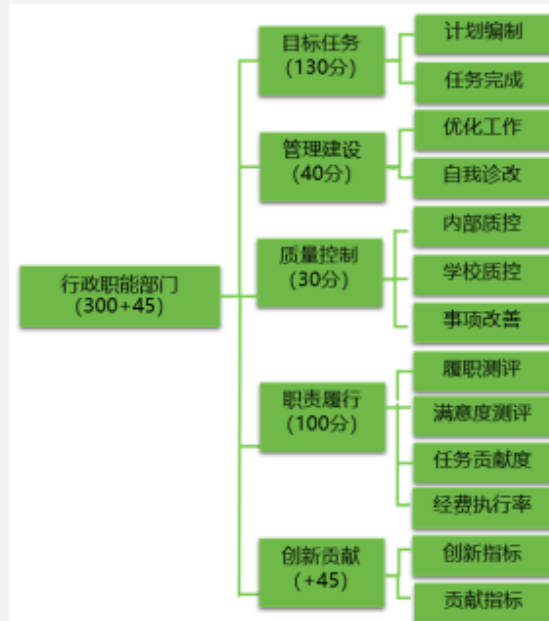 行政职能部门
(300+45)
目标任务
(130分)
计划编制
任务完成
管理建设
(40分)
优化工作
自我诊改
质量控制
(30分)
内部质控
学校质控
事项改善
职责履行
(100分)
履职测评
满意度测评
任务贡献度
经费执行率
创新贡献
(+45)
创新指标
贡献指标